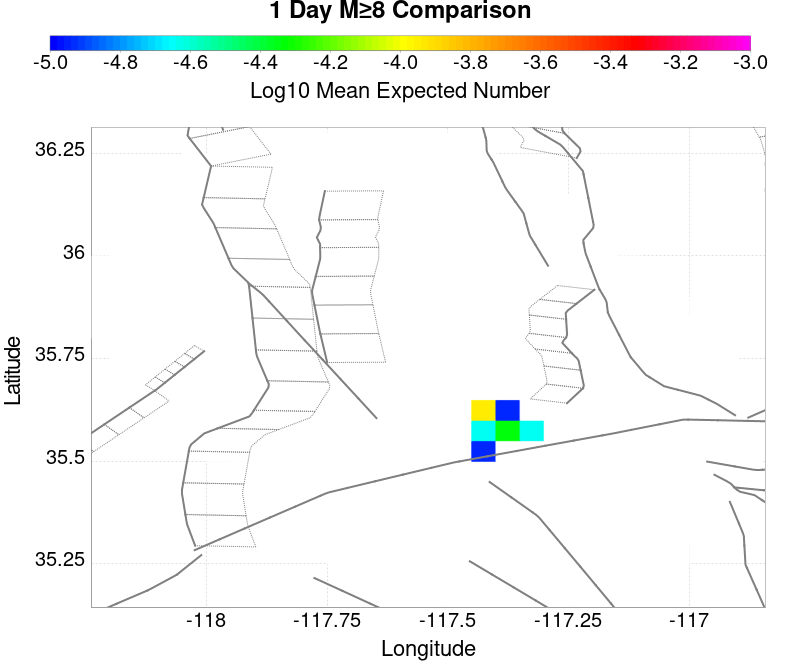 1 Day M≥8 Comparison
-5.0 -4.8 -4.6 -4.4 -4.2 -4.0 -3.8 -3.6 -3.4 -3.2 -3.0
Log10 Mean Expected Number
36.25
36
35.75
35.5
35.25
Latitude
-118 -117.75 -117.5 -117.25 -117
Longitude